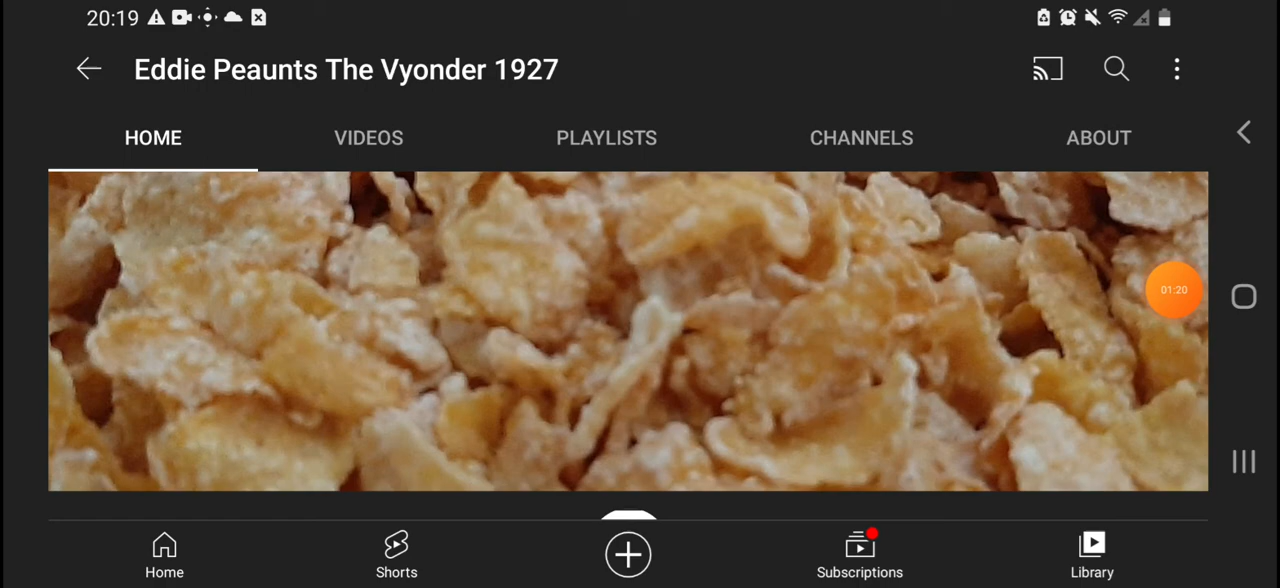 20:19
Eddie Peaunts The Vyonder 1927
HOME VIDEOS PLAYLISTS CHANNELS ABOUT
01:20
Home Shorts Subscriptions Library